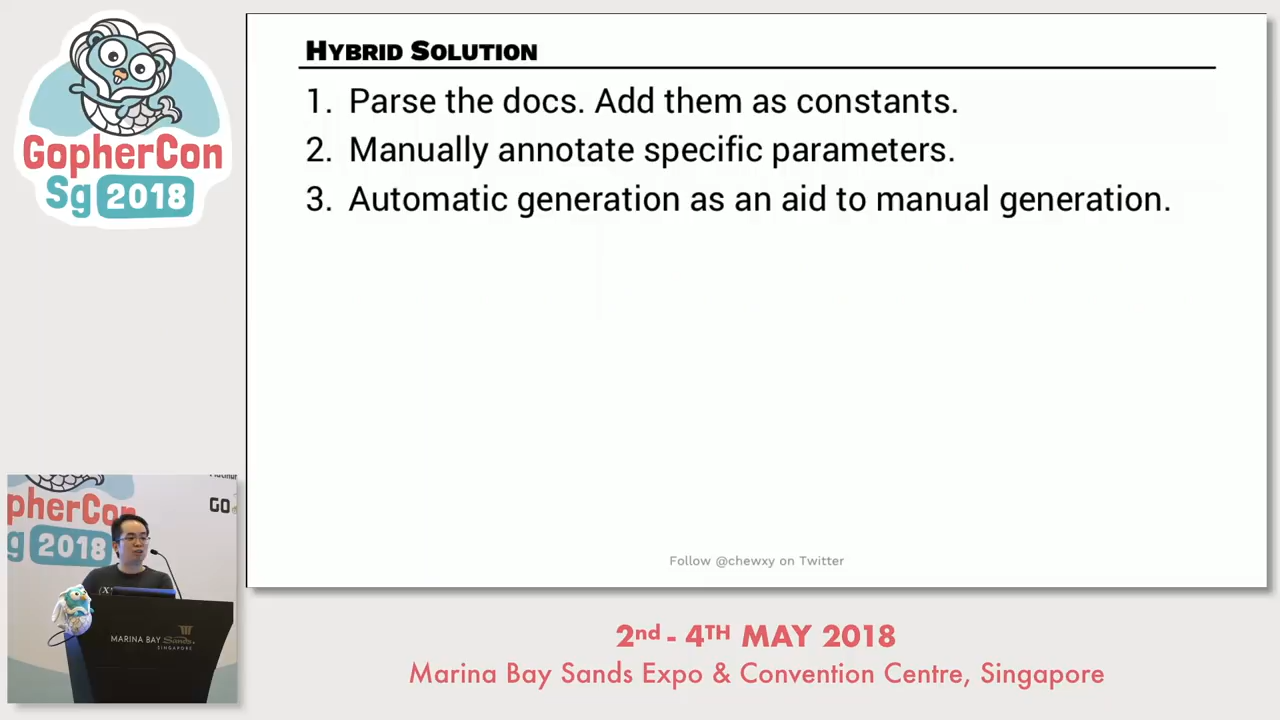 GopherCon
Sg 2018
HYBRID SOLUTION
1. Parse the docs. Add them as constants.
2. Manually annotate specific parameters.
3. Automatic generation as an aid to manual generation.
Follow @chewxy on Twitter
pherCon
g 2018
GO
MARINA BAY Sands
SINGAPORE
2nd - 4TH MAY 2018
Marina Bay Sands Expo & Convention Centre, Singapore